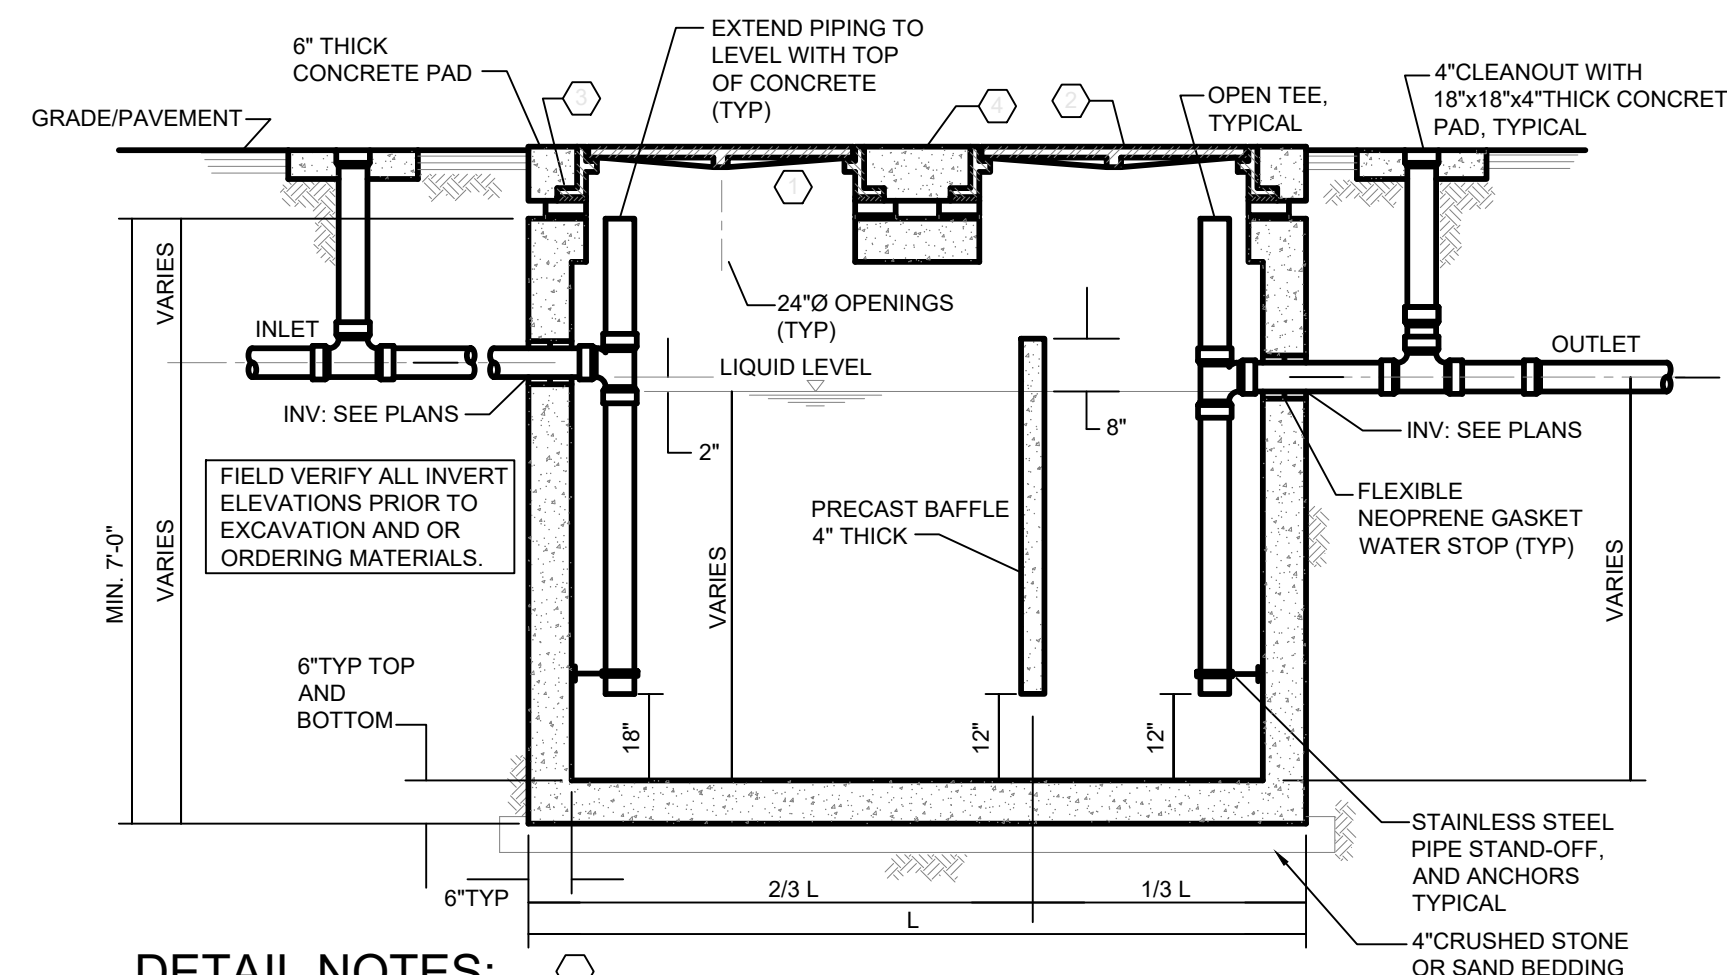 6" THICK
CONCRETE PAD
EXTEND PIPING TO
LEVEL WITH TOP
OF CONCRETE
(TYP)
3
4
2
1
OPEN TEE,
TYPICAL
4"CLEANOUT WITH
18"x18"x4"THICK CONCRET
PAD, TYPICAL
GRADE/PAVEMENT
VARIES
INLET
24"Ø OPENINGS
(TYP)
LIQUID LEVEL
OUTLET
INV: SEE PLANS
2"
8"
INV: SEE PLANS
FIELD VERIFY ALL INVERT
ELEVATIONS PRIOR TO
EXCAVATION AND OR
ORDERING MATERIALS.
PRECAST BAFFLE
4" THICK
FLEXIBLE
NEOPRENE GASKET
WATER STOP (TYP)
MIN. 7'-0"
VARIES
VARIES
VARIES
6"TYP TOP
AND
BOTTOM
18"
12"
12"
STAINLESS STEEL
PIPE STAND-OFF,
AND ANCHORS
TYPICAL
6"TYP
2/3 L
1/3 L
L
4"CRUSHED STONE
OR SAND BEDDING
DETAIL NOTES: